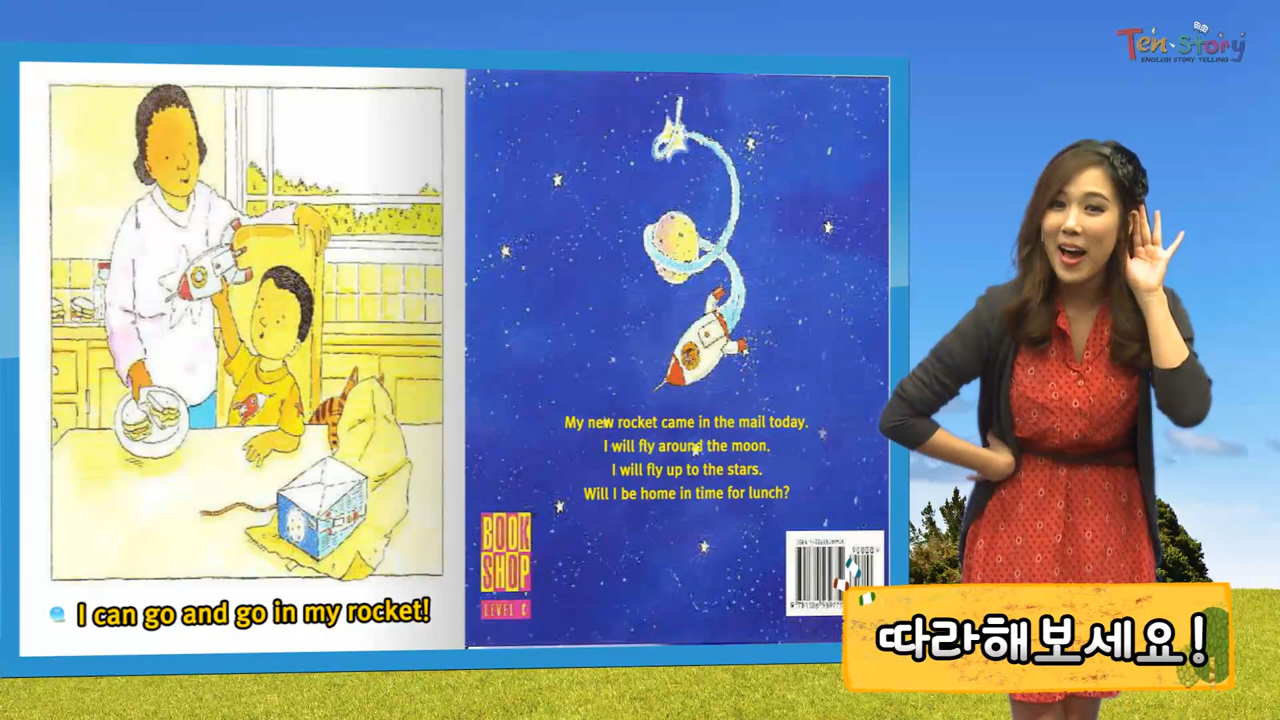 Ten Story
ENGLISH STORY TELLING
I can go and go in my rocket!
My new rocket came in the mail today.
I will fly around the moon.
I will fly up to the stars.
Will I be home in time for lunch?
BOOK
SHOP
LEVEL C
90000>
따라해보세요!